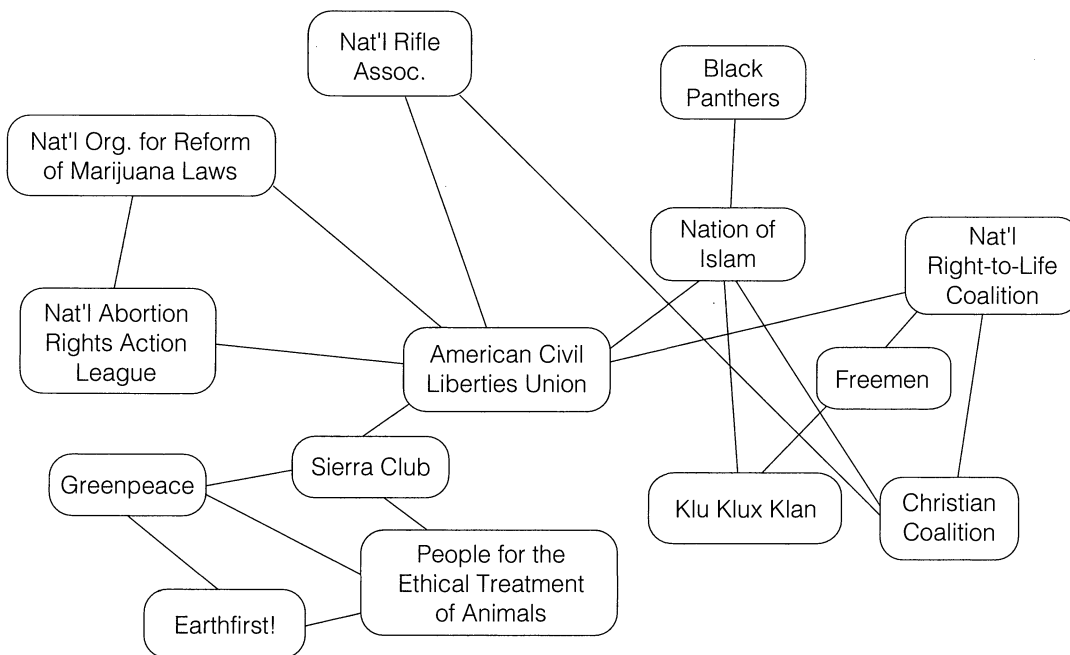 Nat'l Rifle
Assoc.
Black
Panthers
Nat'l Org. for Reform
of Marijuana Laws
Nation of
Islam
Nat'l
Right-to-Life
Coalition
Nat'l Abortion
Rights Action
League
American Civil
Liberties Union
Freemen
Sierra Club
Greenpeace
Klu Klux Klan
Christian
Coalition
People for the
Ethical Treatment
of Animals
Earthfirst!